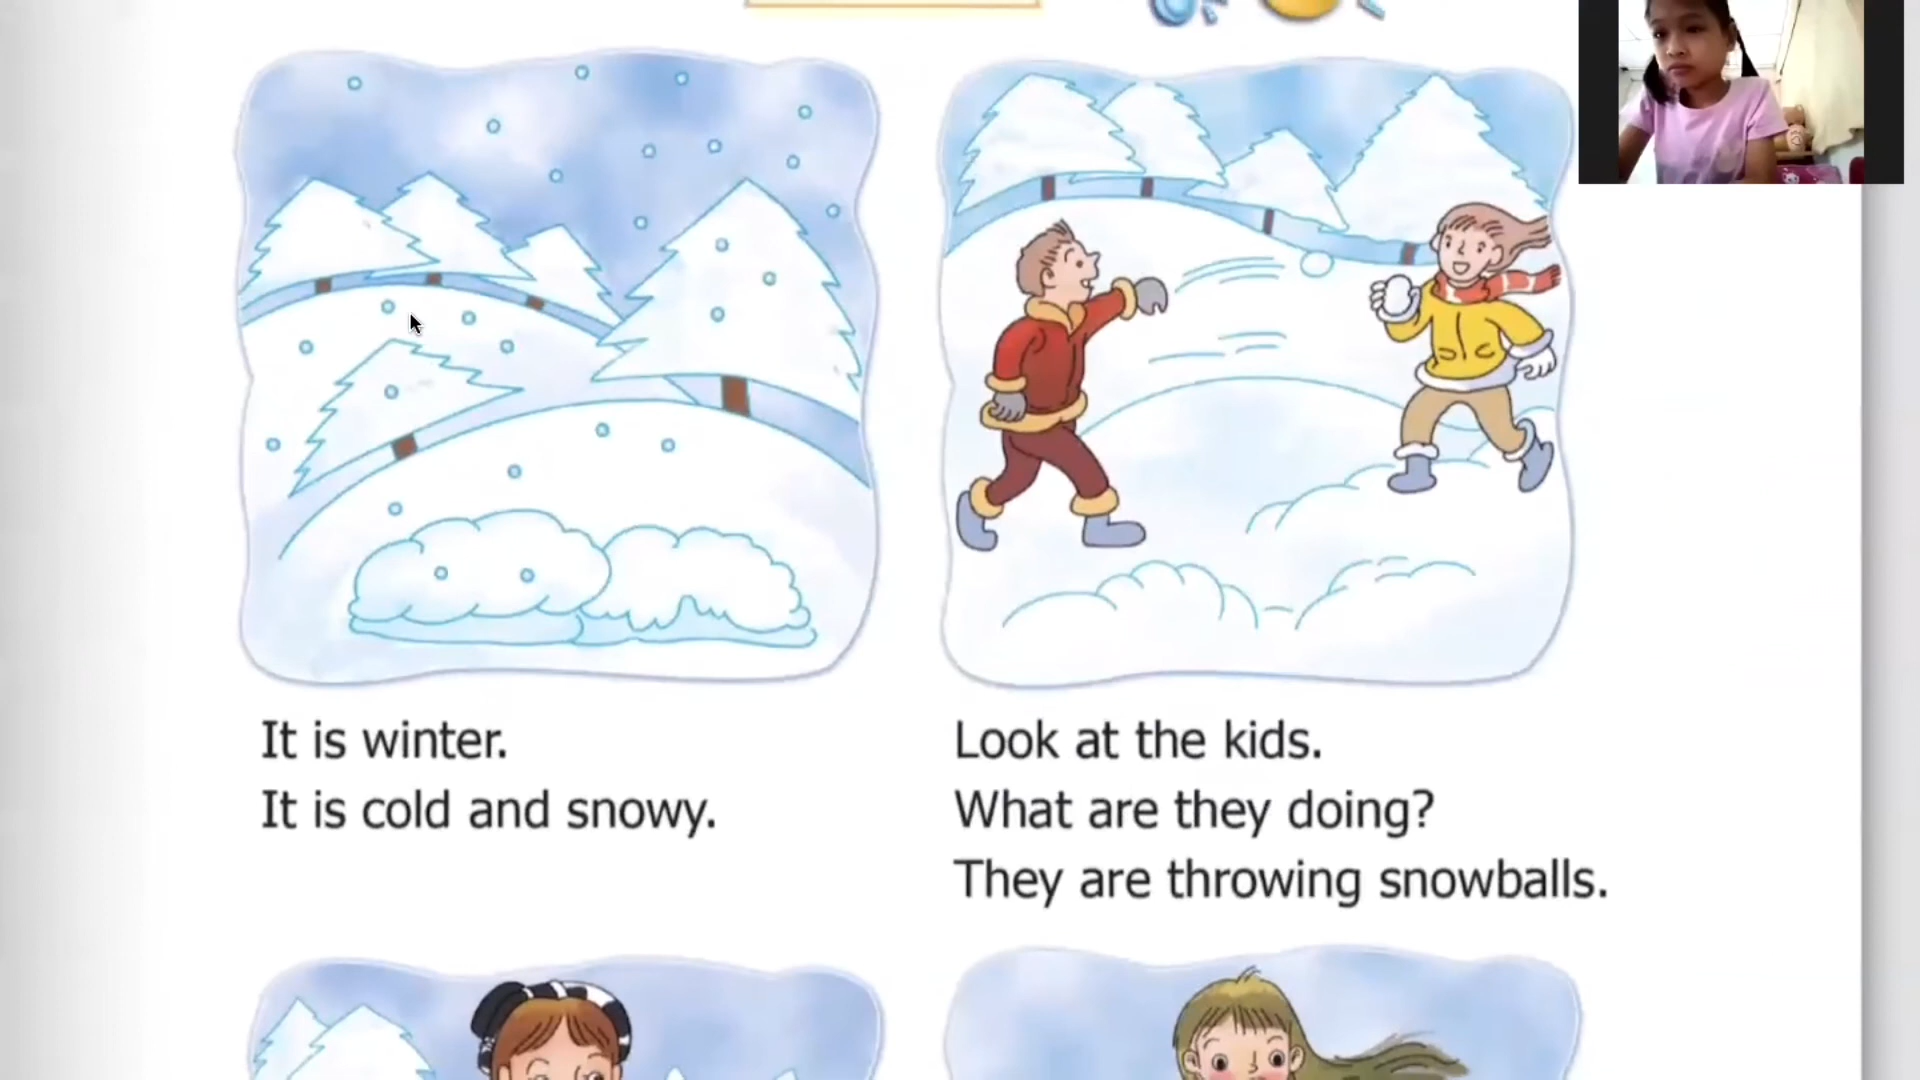 It is winter.
It is cold and snowy.
Look at the kids.
What are they doing?
They are throwing snowballs.